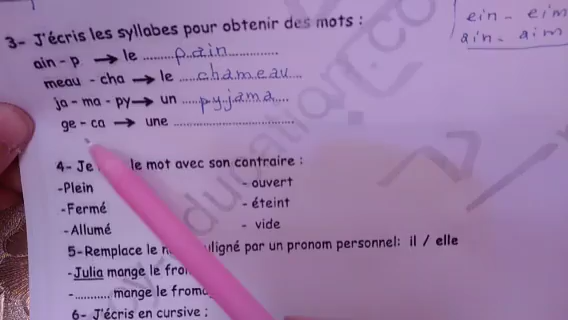 ein - eim
ain - aim
3- J'écris les syllabes pour obtenir des mots :
ain - p → le ..........pain..............
meau - cha → le .....chameau....
ja - ma - py → un .....pyjama....
ge - ca → une ....................................
4- Je le mot avec son contraire :
-Plein - ouvert
-Fermé - éteint
-Allumé - vide
5-Remplace le par un pronom personnel: il / elle
-Julia mange le
-........... mange le
6- J'écris en cursive :